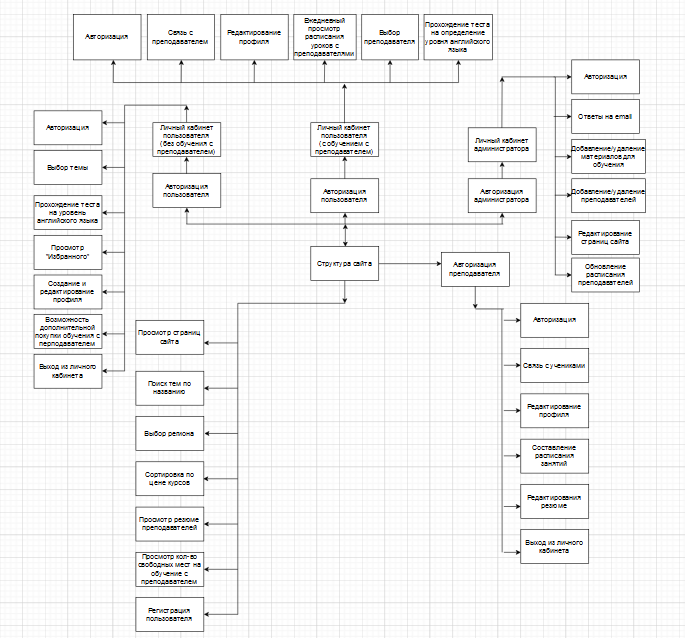 Авторизация
Связь с
преподавателем
Редактирование
профиля
Ежедневный
просмотр
расписания
уроков с
преподавателями
Выбор
преподавателя
Прохождение теста
на определение
уровня английского
языка
Авторизация
Выбор темы
Прохождение теста
на уровень
английского языка
Просмотр
"Избранного"
Создание и
редактирование
профиля
Возможность
дополнительной
покупки обучения с
перподователем
Выход из личного
кабинета
Личный кабинет
пользователя
(без обучения с
преподавателем)
Авторизация
пользователя
Личный кабинет
пользователя
(с обучением с
преподавателем)
Авторизация
пользователя
Личный кабинет
администратора
Авторизация
администратора
Авторизация
Ответы на email
Добавление/удаление
материалов для
обучения
Добавление/удаление
преподавателей
Редактирование
страниц сайта
Обновление
расписания
преподавателей
Структура сайта
Авторизация
преподавателя
Просмотр страниц
сайта
Поиск тем по
названию
Выбор региона
Сортировка по
цене курсов
Просмотр резюме
преподавателей
Просмотр кол-во
свободных мест на
обучение с
преподавателем
Регистрация
пользователя
Авторизация
Связь с учениками
Редактирование
профиля
Составление
расписания
занятий
Редактирования
резюме
Выход из личного
кабинета